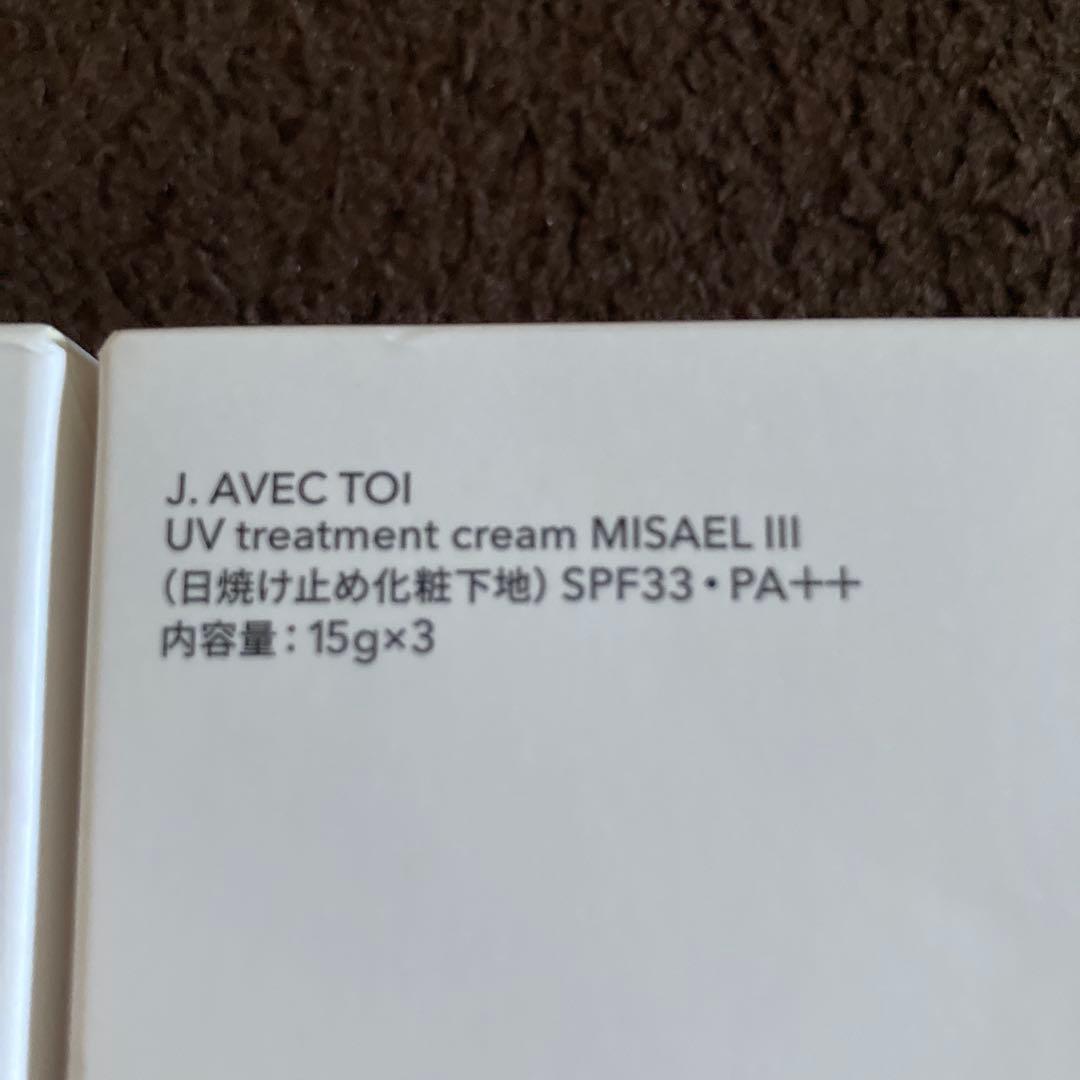 J. AVEC TOI
UV treatment cream MISAEL III
(日焼け止め化粧下地) SPF33・PA++
内容量：15g×3